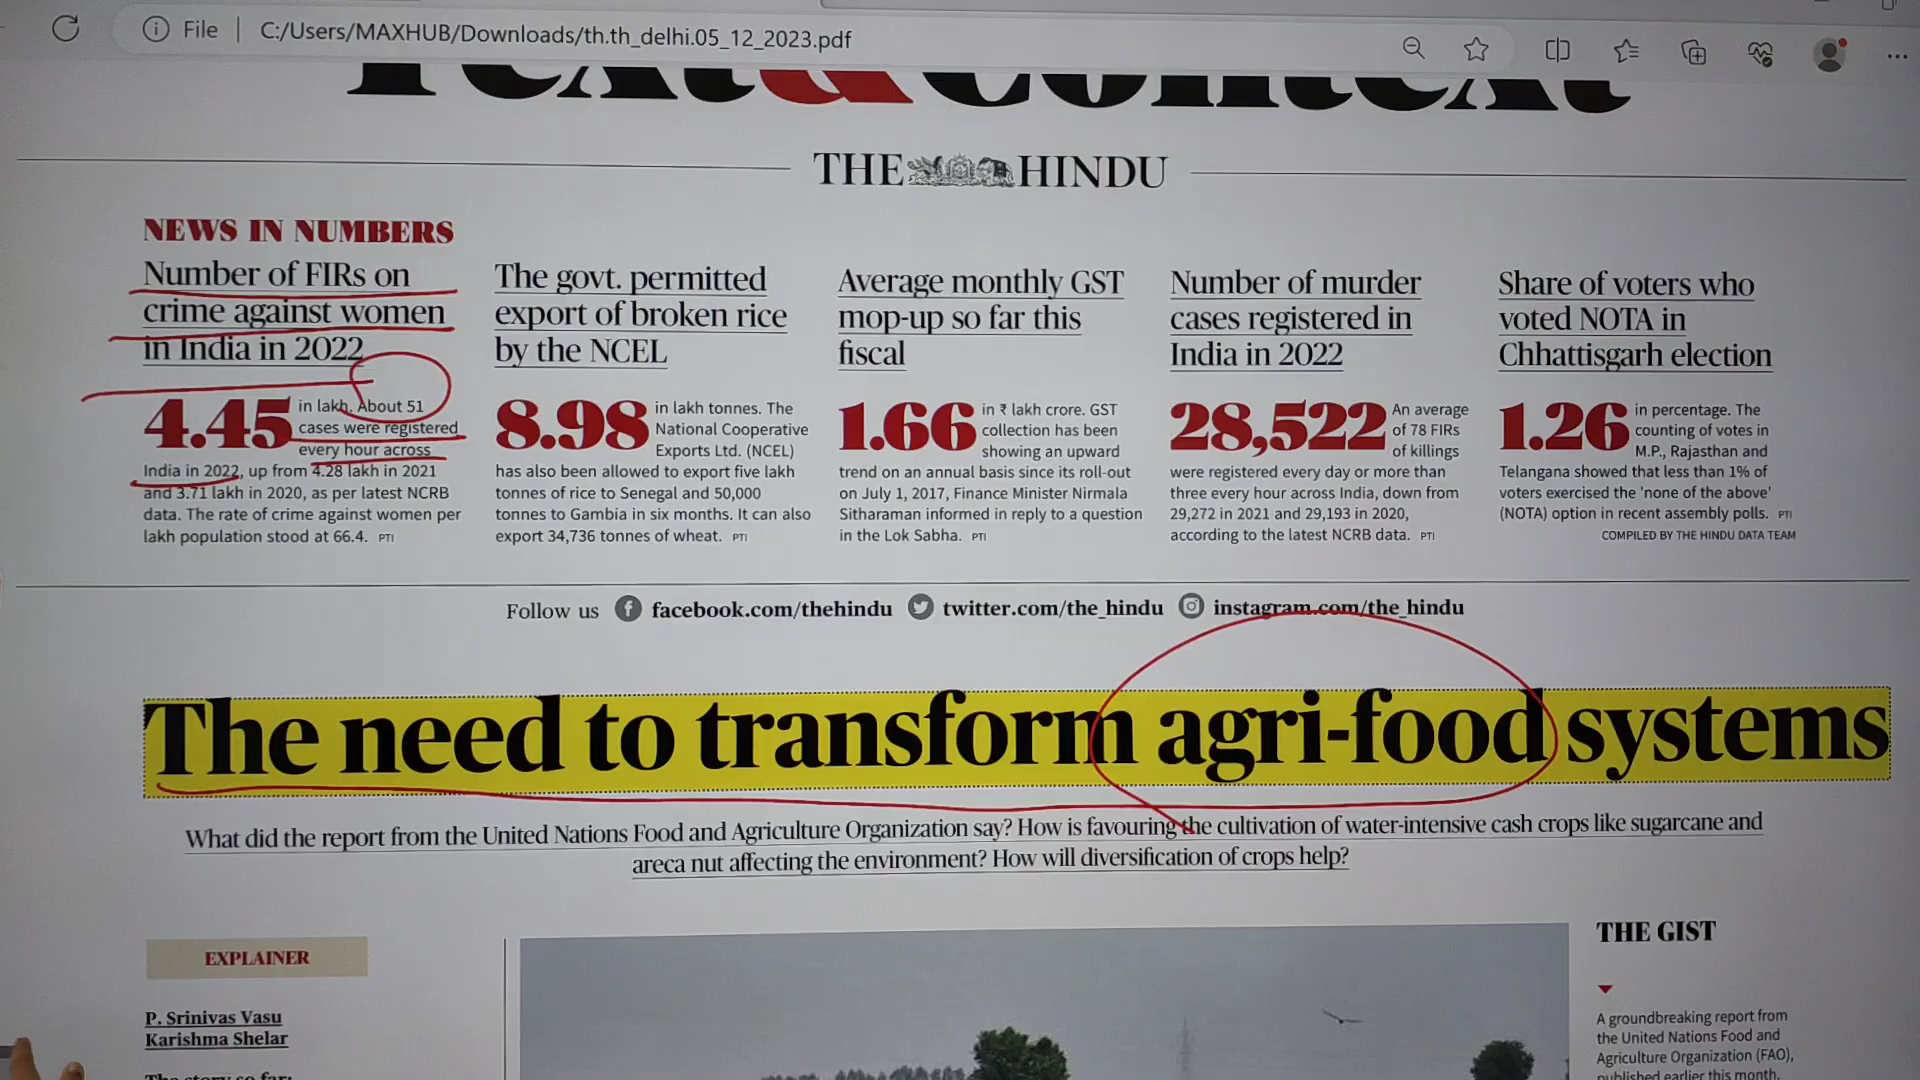 File | C:/Users/MAXHUB/Downloads/th.th_delhi.05_12_2023.pdf
Text&Context
THE HINDU
NEWS IN NUMBERS
Number of FIRs on
crime against women
in India in 2022
4.45 in lakh. About 51
cases were registered
every hour across
India in 2022, up from 4.28 lakh in 2021
and 3.71 lakh in 2020, as per latest NCRB
data. The rate of crime against women per
lakh population stood at 66.4. PTI
The govt. permitted
export of broken rice
by the NCEL
8.98 in lakh tonnes. The
National Cooperative
Exports Ltd. (NCEL)
has also been allowed to export five lakh
tonnes of rice to Senegal and 50,000
tonnes to Gambia in six months. It can also
export 34,736 tonnes of wheat. PTI
Average monthly GST
mop-up so far this
fiscal
1.66 in ₹ lakh crore. GST
collection has been
showing an upward
trend on an annual basis since its roll-out
on July 1, 2017, Finance Minister Nirmala
Sitharaman informed in reply to a question
in the Lok Sabha. PTI
Number of murder
cases registered in
India in 2022
28,522 An average
of 78 FIRs
of killings
were registered every day or more than
three every hour across India, down from
29,272 in 2021 and 29,193 in 2020,
according to the latest NCRB data. PTI
Share of voters who
voted NOTA in
Chhattisgarh election
1.26 in percentage. The
counting of votes in
M.P., Rajasthan and
Telangana showed that less than 1% of
voters exercised the 'none of the above'
(NOTA) option in recent assembly polls. PTI
COMPILED BY THE HINDU DATA TEAM
Follow us facebook.com/thehindu twitter.com/the_hindu instagram.com/the_hindu
The need to transform agri-food systems
What did the report from the United Nations Food and Agriculture Organization say? How is favouring the cultivation of water-intensive cash crops like sugarcane and
areca nut affecting the environment? How will diversification of crops help?
EXPLAINER
P. Srinivas Vasu
Karishma Shelar
The story so far:
THE GIST
A groundbreaking report from
the United Nations Food and
Agriculture Organization (FAO),
published earlier this month,